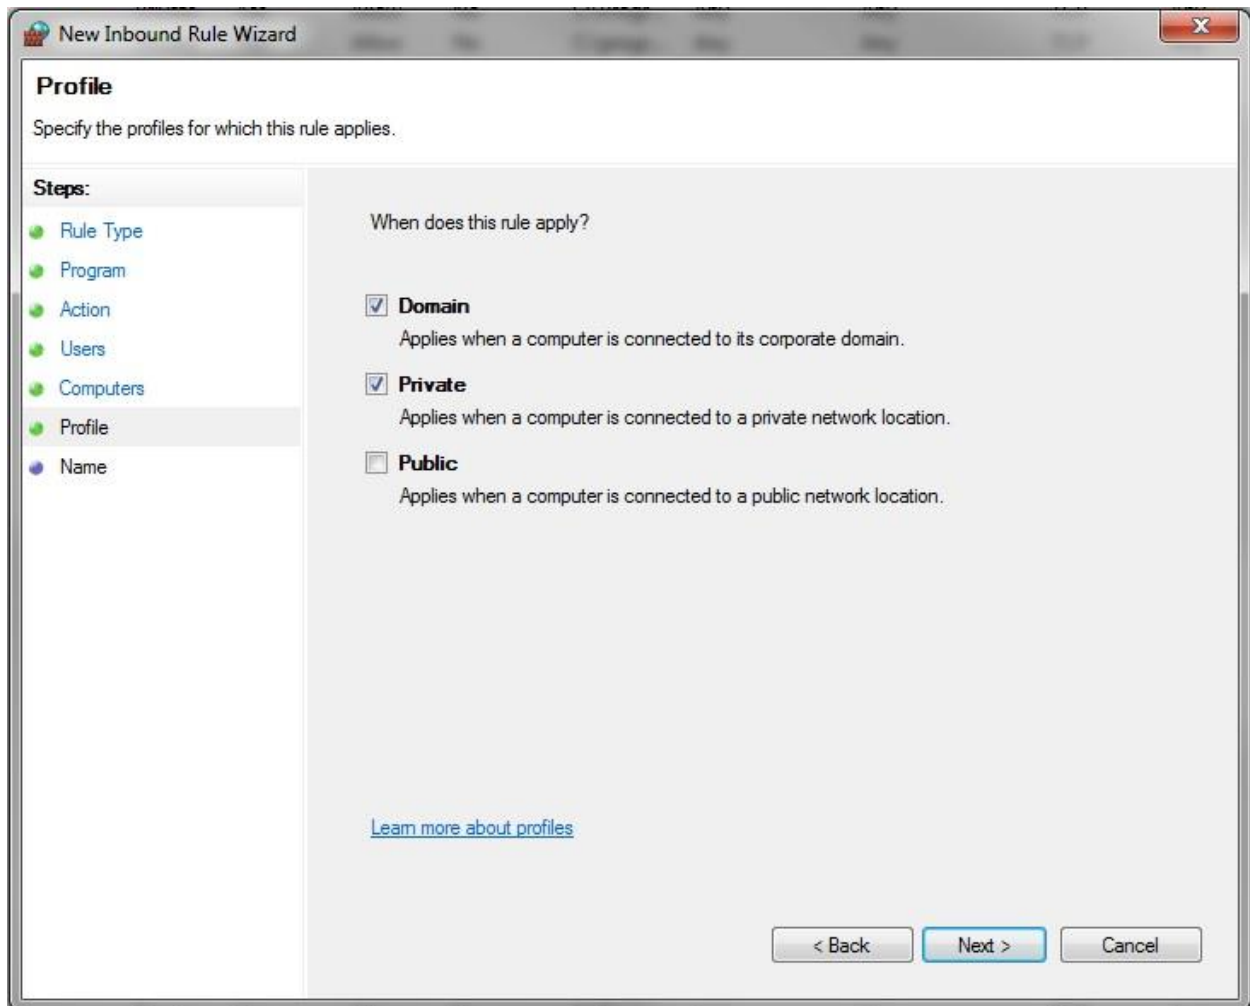 New Inbound Rule Wizard
Profile
Specify the profiles for which this rule applies.
Steps:
Rule Type
Program
Action
Users
Computers
Profile
Name
When does this rule apply?
Domain
Applies when a computer is connected to its corporate domain.
Private
Applies when a computer is connected to a private network location.
Public
Applies when a computer is connected to a public network location.
Learn more about profiles
< Back
Next >
Cancel